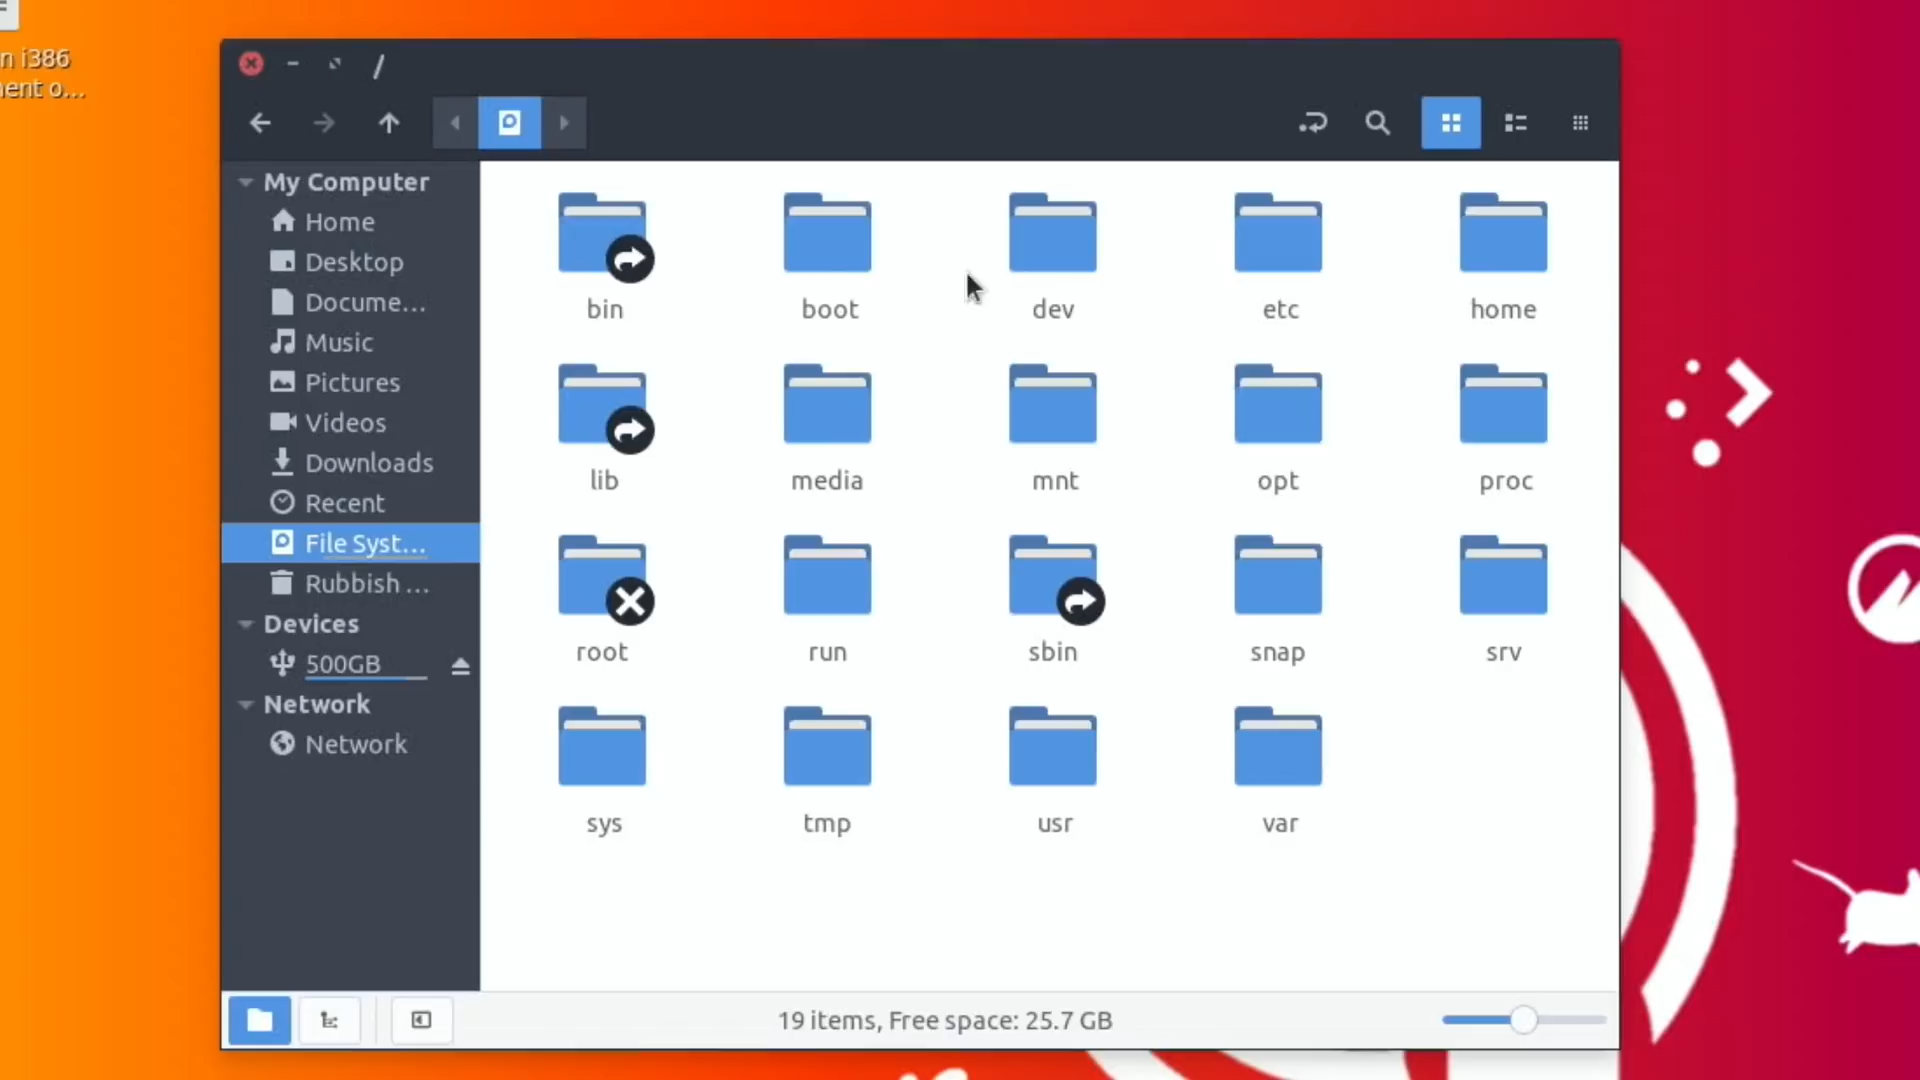 n i386
nent o...
/
My Computer
Home
Desktop
Docume...
Music
Pictures
Videos
Downloads
Recent
File Syst...
Rubbish ...
Devices
500GB
Network
Network
bin
boot
dev
etc
home
lib
media
mnt
opt
proc
root
run
sbin
snap
srv
sys
tmp
usr
var
19 items, Free space: 25.7 GB